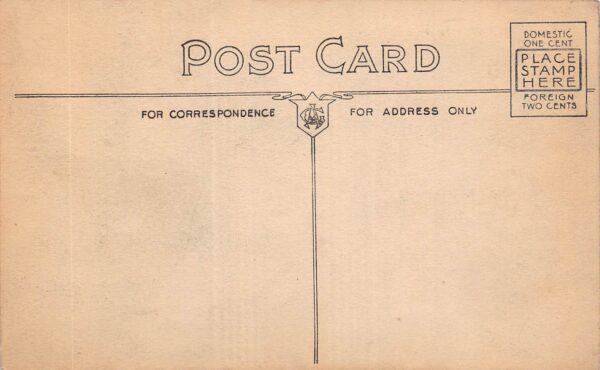 POST CARD
DOMESTIC
ONE CENT
PLACE
STAMP
HERE
FOREIGN
TWO CENTS
FOR CORRESPONDENCE
FOR ADDRESS ONLY